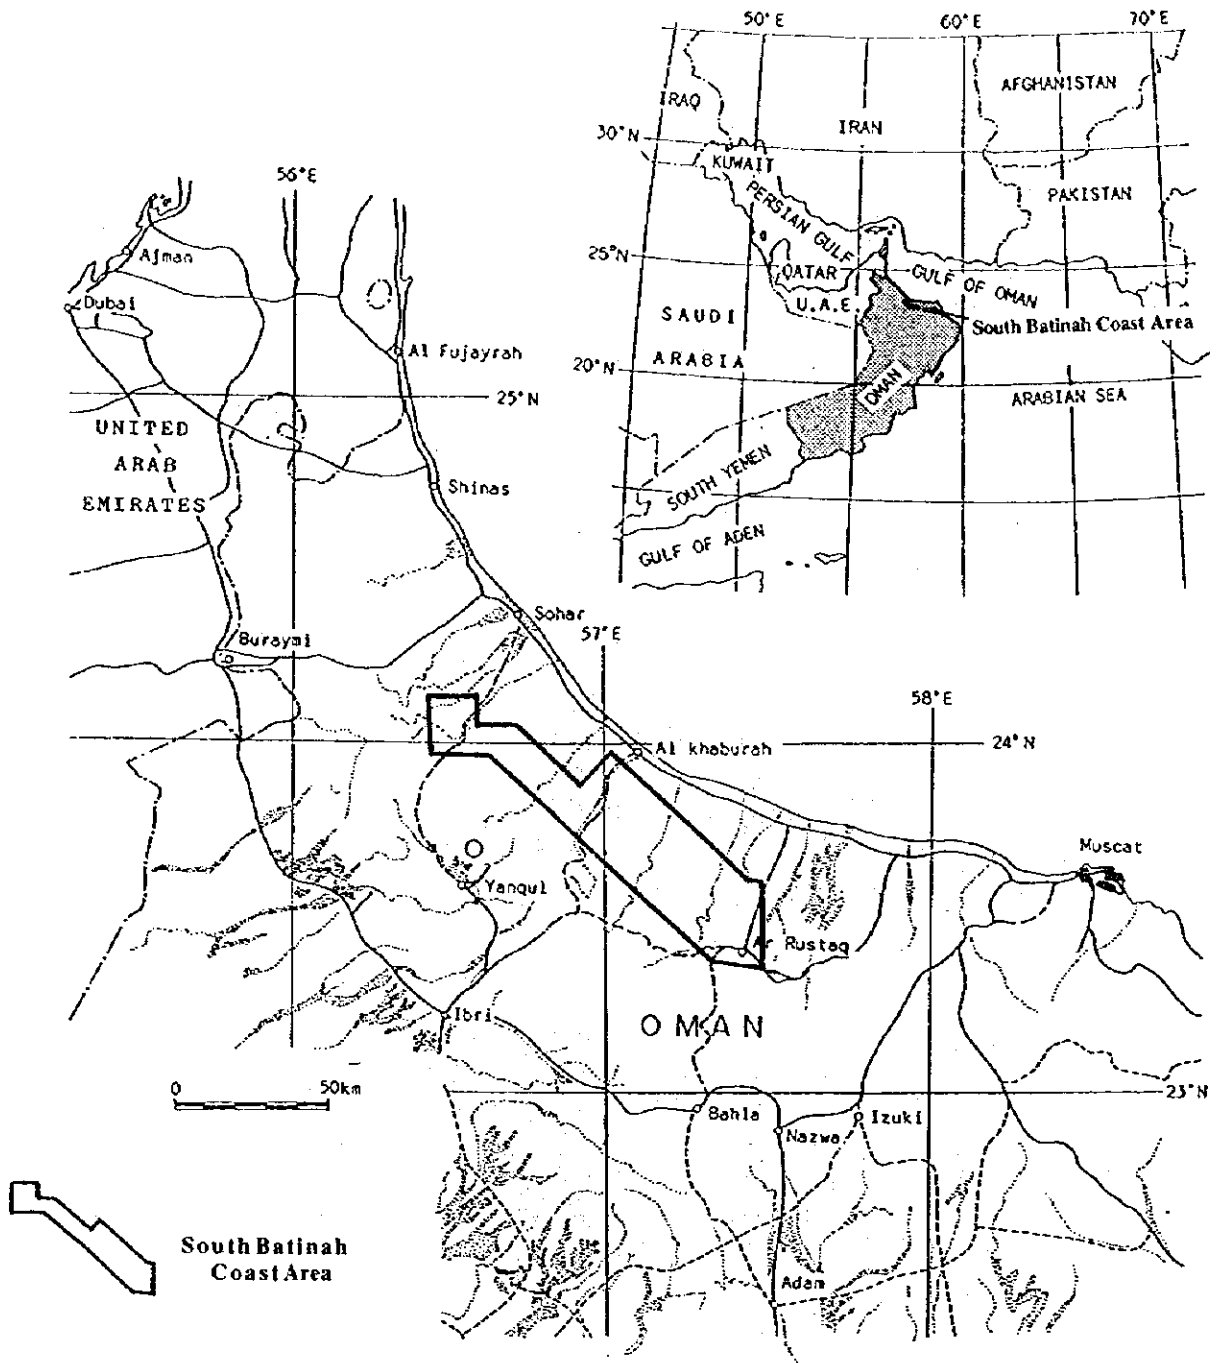 50°E
60°E
70°E
AFGHANISTAN
IRAQ
IRAN
30°N
KUWAIT
PAKISTAN
PERSIAN GULF
25°N
QATAR
GULF OF OMAN
U.A.E.
SAUDI
ARABIA
South Batinah Coast Area
20°N
OMAN
ARABIAN SEA
SOUTH YEMEN
GULF OF ADEN
56°E
Ajman
Dubai
Al Fujayrah
25°N
UNITED
ARAB
EMIRATES
Shinas
Sohar
57°E
Buraymi
58°E
Al khaburah
24°N
Muscat
Yanqul
Ar Rustaq
Ibri
OMAN
0
50km
23°N
Bahla
Nazwa
Izuki
South Batinah
Coast Area
Adam